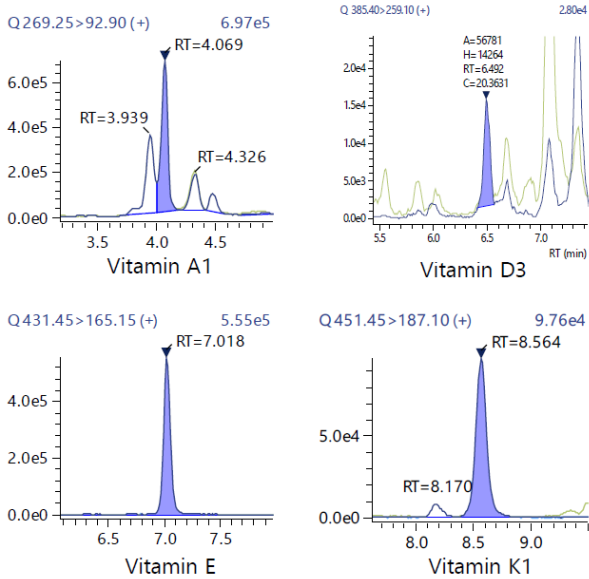 Q 269.25>92.90 (+) 6.97e5
RT=4.069
6.0e5
RT=3.939
4.0e5
RT=4.326
2.0e5
0.0e0
3.5 4.0 4.5
Vitamin A1
Q 385.40>259.10 (+) 2.80e4
A=56781
H=14264
RT=6.492
C=20.3631
2.0e4
1.5e4
1.0e4
5.0e3
0.0e0
5.5 6.0 6.5 7.0
RT (min)
Vitamin D3
Q 431.45>165.15 (+) 5.55e5
RT=7.018
4.0e5
2.0e5
0.0e0
6.5 7.0 7.5
Vitamin E
Q 451.45>187.10 (+) 9.76e4
RT=8.564
5.0e4
RT=8.170
0.0e0
8.0 8.5 9.0
Vitamin K1